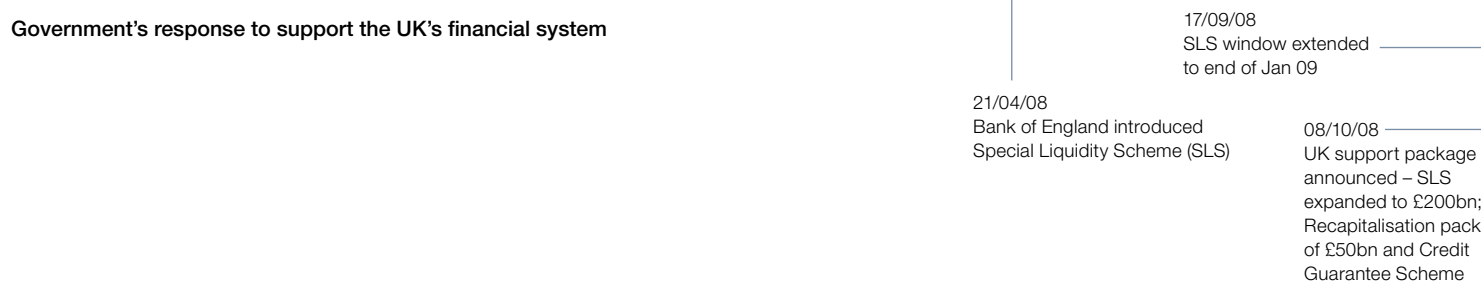 Government’s response to support the UK’s financial system
17/09/08
SLS window extended
to end of Jan 09
21/04/08
Bank of England introduced
Special Liquidity Scheme (SLS)
08/10/08
UK support package
announced – SLS
expanded to £200bn;
Recapitalisation pack
of £50bn and Credit
Guarantee Scheme